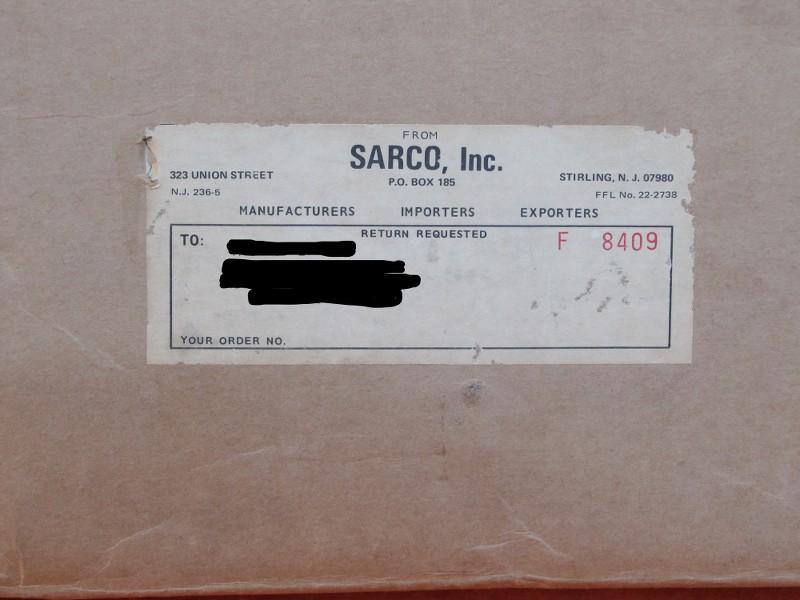 FROM
SARCO, Inc.
323 UNION STREET P.O. BOX 185 STIRLING, N. J. 07980
N.J. 236-5 FFL No. 22-2738
MANUFACTURERS IMPORTERS EXPORTERS
TO: RETURN REQUESTED F 8409
YOUR ORDER NO.